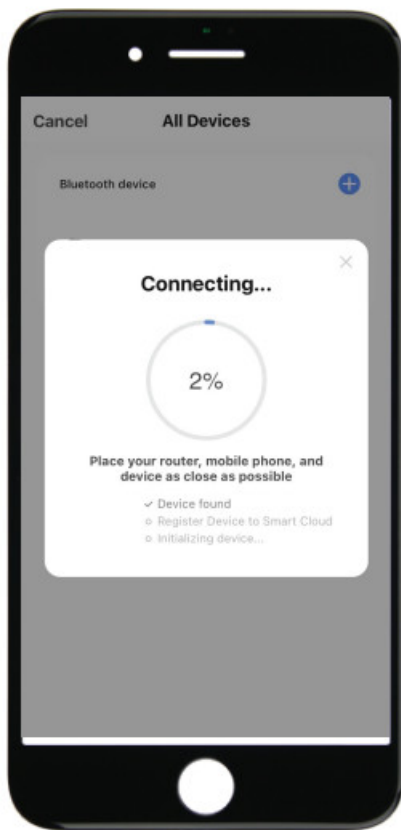 Cancel All Devices
Bluetooth device
Connecting...
2%
Place your router, mobile phone, and
device as close as possible
✓ Device found
Register Device to Smart Cloud
Initializing device...